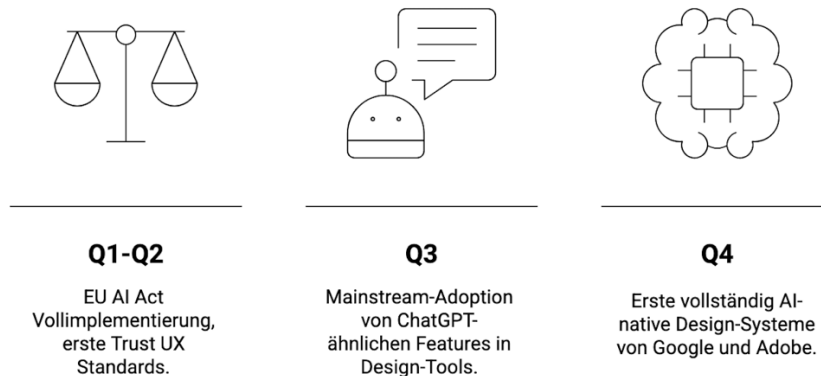 Q1-Q2
EU AI Act
Vollimplementierung,
erste Trust UX
Standards.
Q3
Mainstream-Adoption
von ChatGPT-
ähnlichen Features in
Design-Tools.
Q4
Erste vollständig AI-
native Design-Systeme
von Google und Adobe.